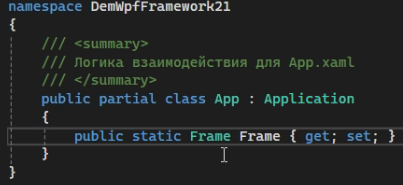 namespace DemWpfFramework21
{
/// <summary>
/// Логика взаимодействия для App.xaml
/// </summary>
public partial class App : Application
{
public static Frame Frame { get; set; }
}
}